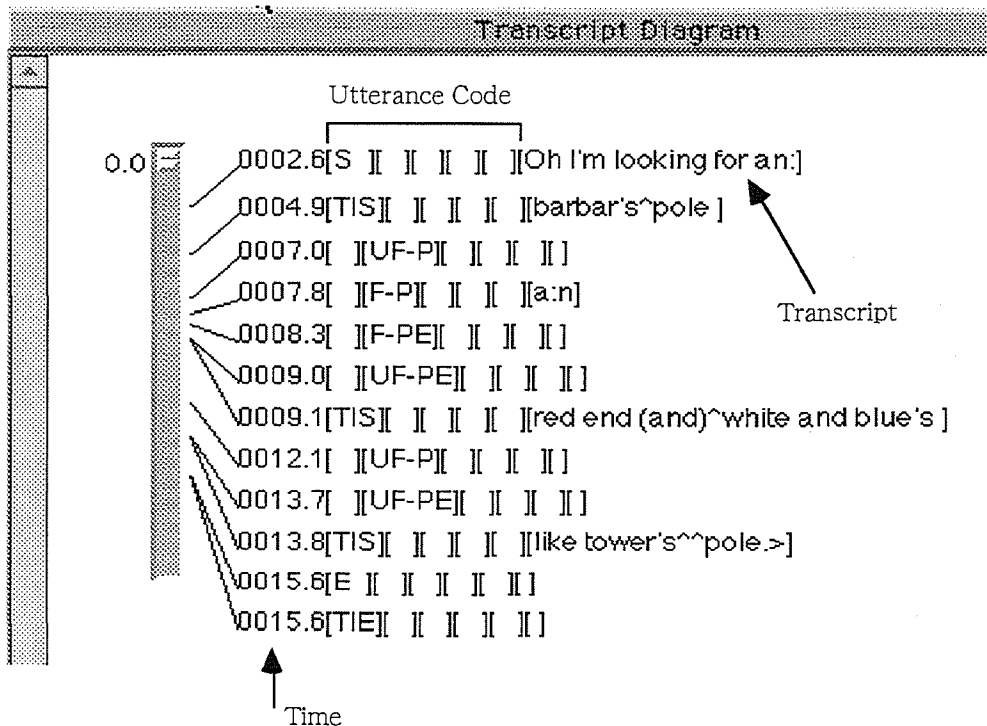 Transcript Diagram
Utterance Code
0.0
0002.6[S ][ ][ ][ ][ ][Oh I'm looking for an:]
0004.9[TIS][ ][ ][ ][ ][barbar's^pole ]
0007.0[ ][UF-P][ ][ ][ ][ ]
0007.8[ ][F-P][ ][ ][ ][a:n]
Transcript
0008.3[ ][F-PE][ ][ ][ ][ ]
0009.0[ ][UF-PE][ ][ ][ ][ ]
0009.1[TIS][ ][ ][ ][ ][red end (and)^white and blue's ]
0012.1[ ][UF-P][ ][ ][ ][ ]
0013.7[ ][UF-PE][ ][ ][ ][ ]
0013.8[TIS][ ][ ][ ][ ][like tower's^^pole.>]
0015.6[E ][ ][ ][ ][ ][ ]
0015.6[TIE][ ][ ][ ][ ][ ]
Time